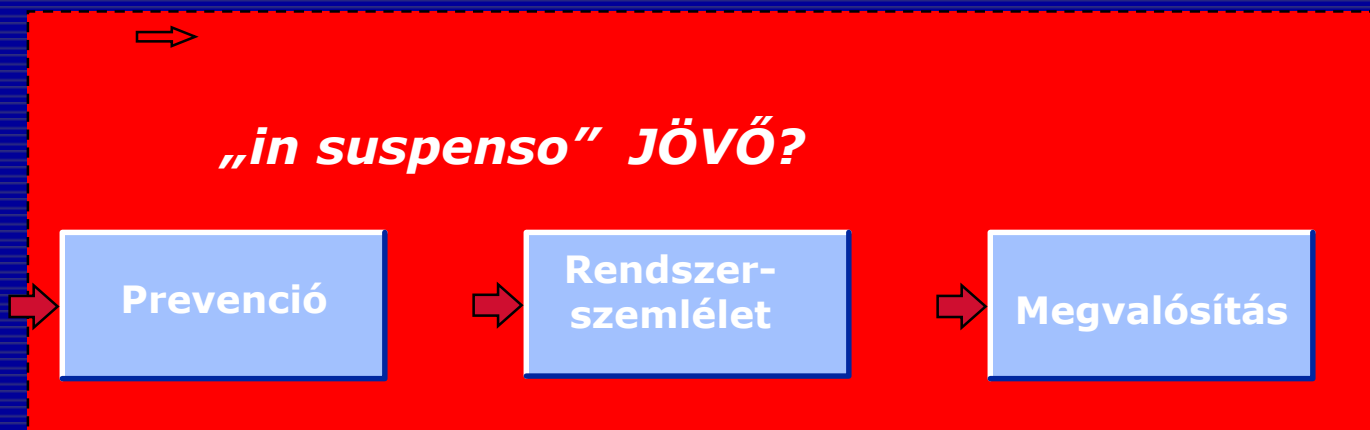 „in suspenso” JÖVŐ?
Prevenció
Rendszer-
szemlélet
Megvalósítás